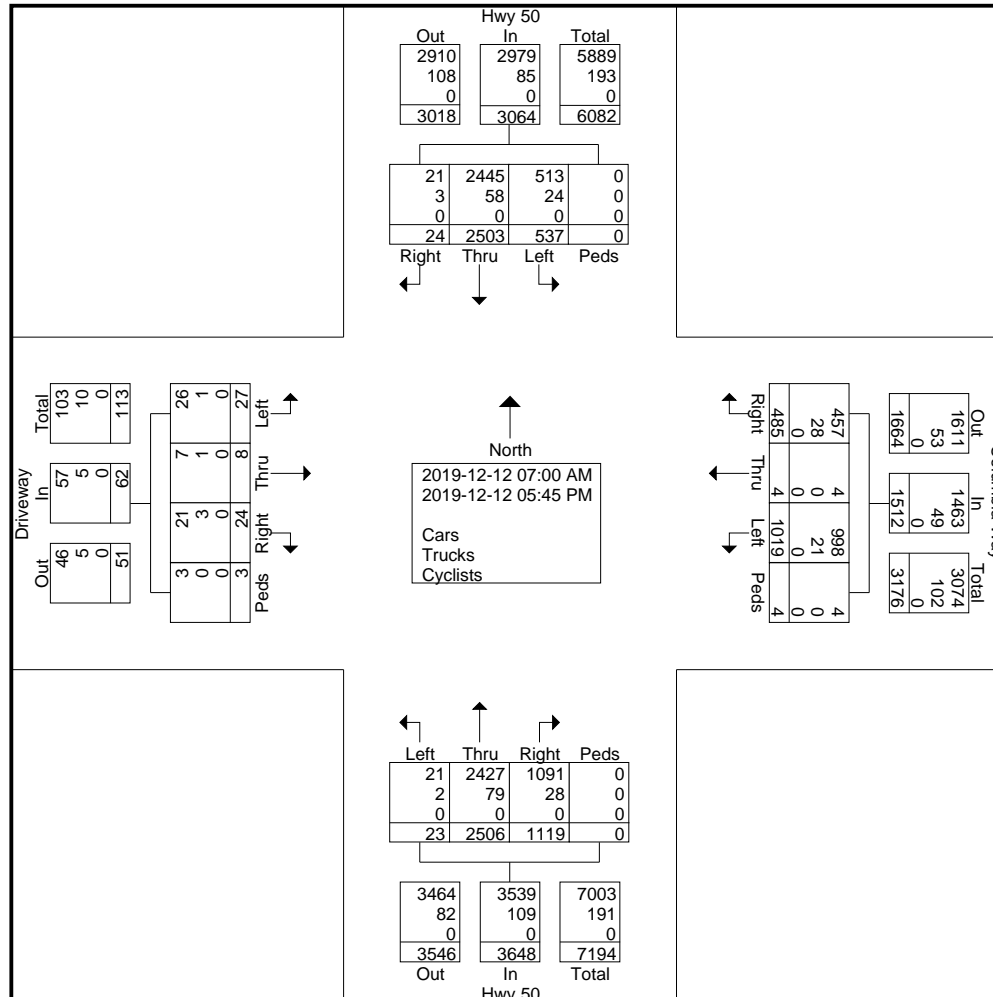 Hwy 50
Out In Total
2910 2979 5889
108 85 193
0 0 0
3018 3064 6082
21 2445 513 0
3 58 24 0
0 0 0 0
24 2503 537 0
Right Thru Left Peds
Driveway
Total In Out
103 57 46
10 5 5
0 0 0
113 62 51
26 7 21 3
1 1 3 0
0 0 0 0
27 8 24 3
Left Thru Right Peds
North
2019-12-12 07:00 AM
2019-12-12 05:45 PM
Cars
Trucks
Cyclists
Out In Total
1611 1463 3074
53 49 102
0 0 0
1664 1512 3176
457 4 998 4
28 0 21 0
0 0 0 0
485 4 1019 4
Right Thru Left Peds
Left Thru Right Peds
21 2427 1091 0
2 79 28 0
0 0 0 0
23 2506 1119 0
3464 3539 7003
82 109 191
0 0 0
3546 3648 7194
Out In Total
Hwy 50